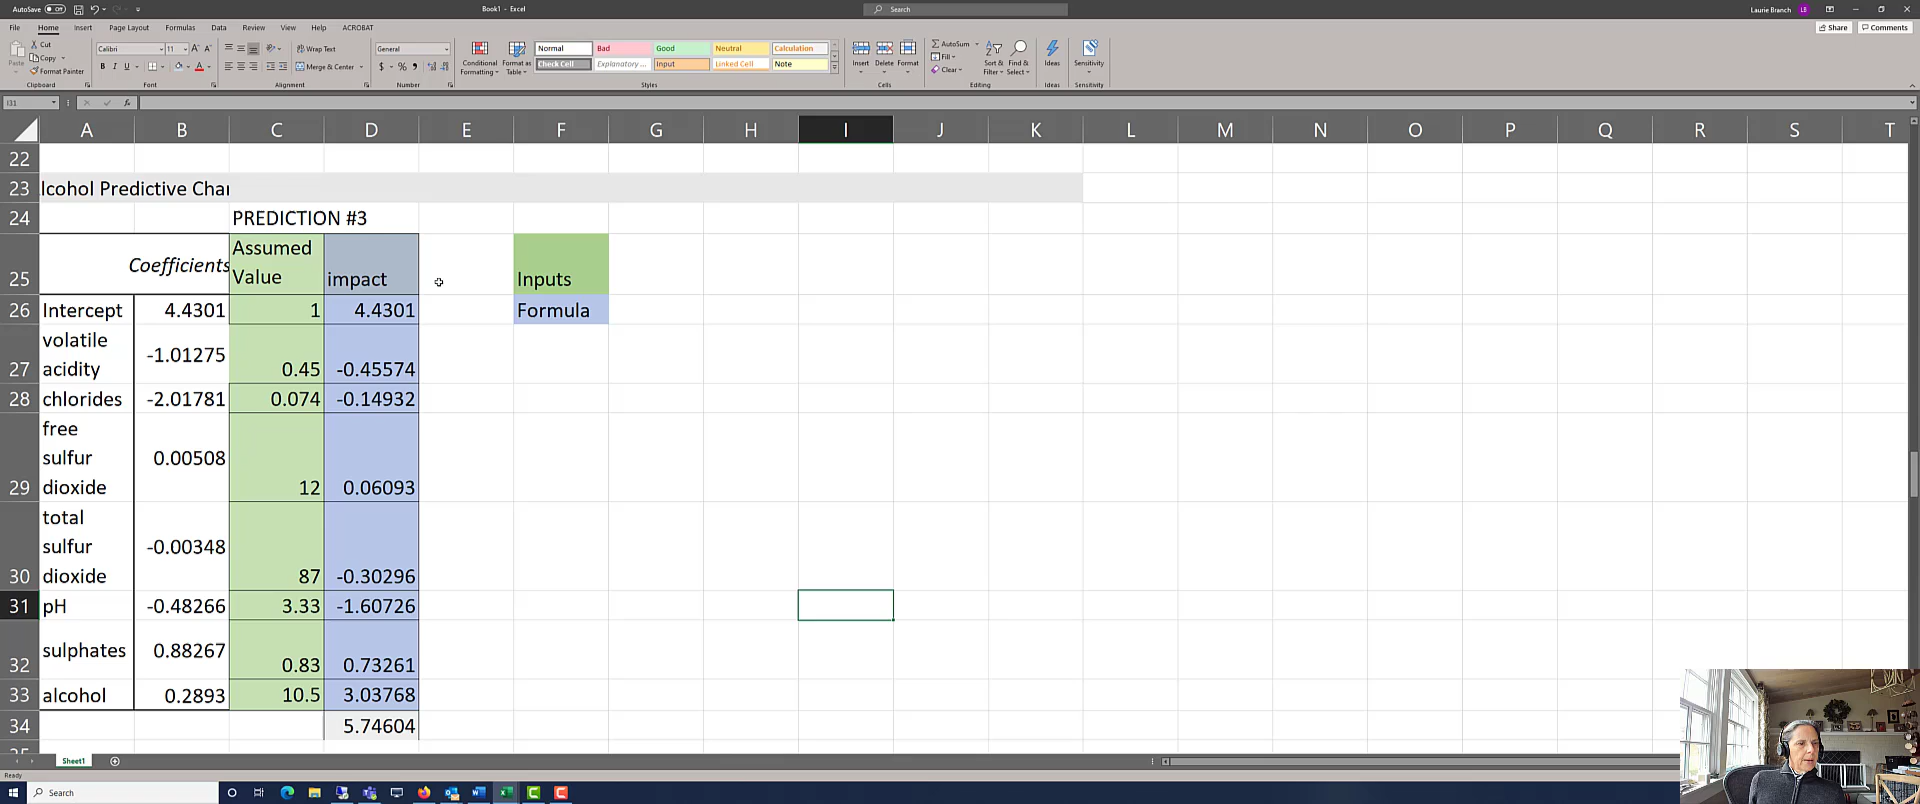 AutoSave Off
Book1 - Excel
Search
Laurie Branch LB
File Home Insert Page Layout Formulas Data Review View Help ACROBAT
Share Comments
Paste Cut Copy Format Painter Clipboard
Calibri 11 B I U A Font
Wrap Text Merge & Center Alignment
General $ % , Number
Conditional Formatting Format as Table
Normal Bad Good Neutral Calculation
Check Cell Explanatory ... Input Linked Cell Note
Styles
Insert Delete Format Cells
AutoSum Fill Clear Sort & Filter Find & Select Editing
Ideas Ideas
Sensitivity Sensitivity
I31 fx
A B C D E F G H I J K L M N O P Q R S T
22
23 lcohol Predictive Char
24 PREDICTION #3
25 Coefficients Assumed Value impact Inputs
26 Intercept 4.4301 1 4.4301 Formula
27 volatile acidity -1.01275 0.45 -0.45574
28 chlorides -2.01781 0.074 -0.14932
29 free sulfur dioxide 0.00508 12 0.06093
30 total sulfur dioxide -0.00348 87 -0.30296
31 pH -0.48266 3.33 -1.60726
32 sulphates 0.88267 0.83 0.73261
33 alcohol 0.2893 10.5 3.03768
34 5.74604
Sheet1
Ready
Search